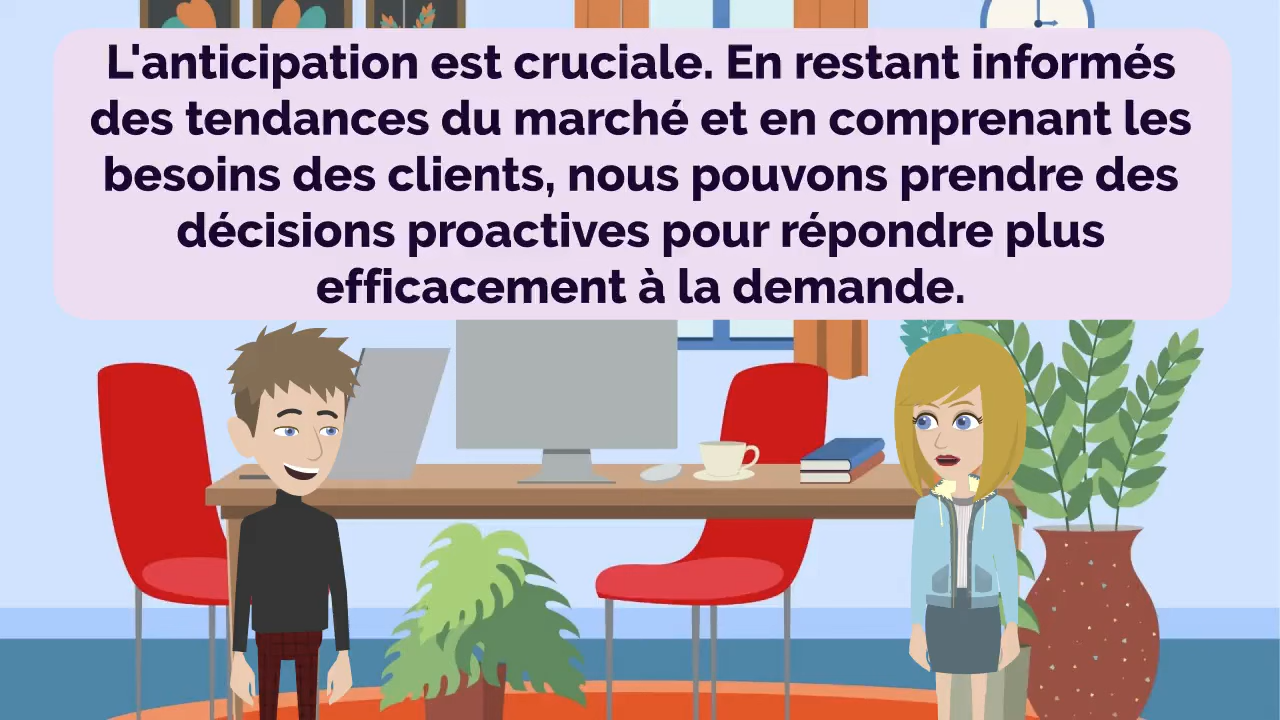 L'anticipation est cruciale. En restant informés
des tendances du marché et en comprenant les
besoins des clients, nous pouvons prendre des
décisions proactives pour répondre plus
efficacement à la demande.